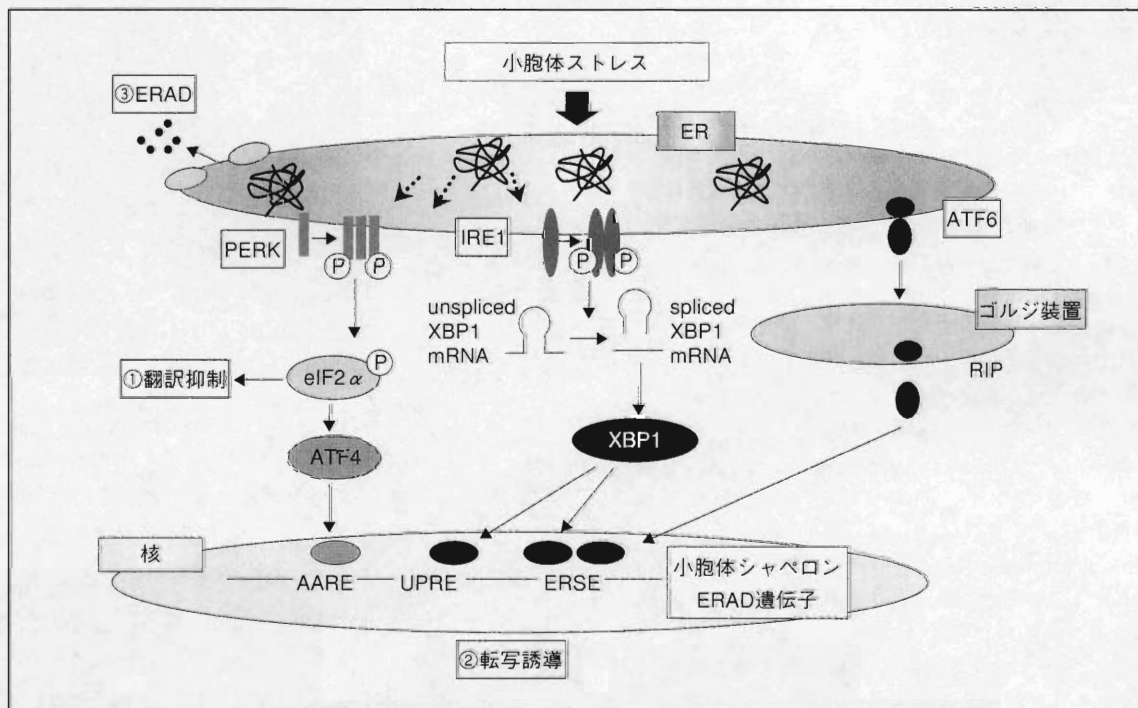 小胞体ストレス
③ERAD
ER
PERK
P
P
IRE1
P
P
ATF6
unspliced
XBP1
mRNA
spliced
XBP1
mRNA
ゴルジ装置
RIP
①翻訳抑制
eIF2α
P
ATF4
XBP1
核
AARE
UPRE
ERSE
小胞体シャペロン
ERAD遺伝子
②転写誘導